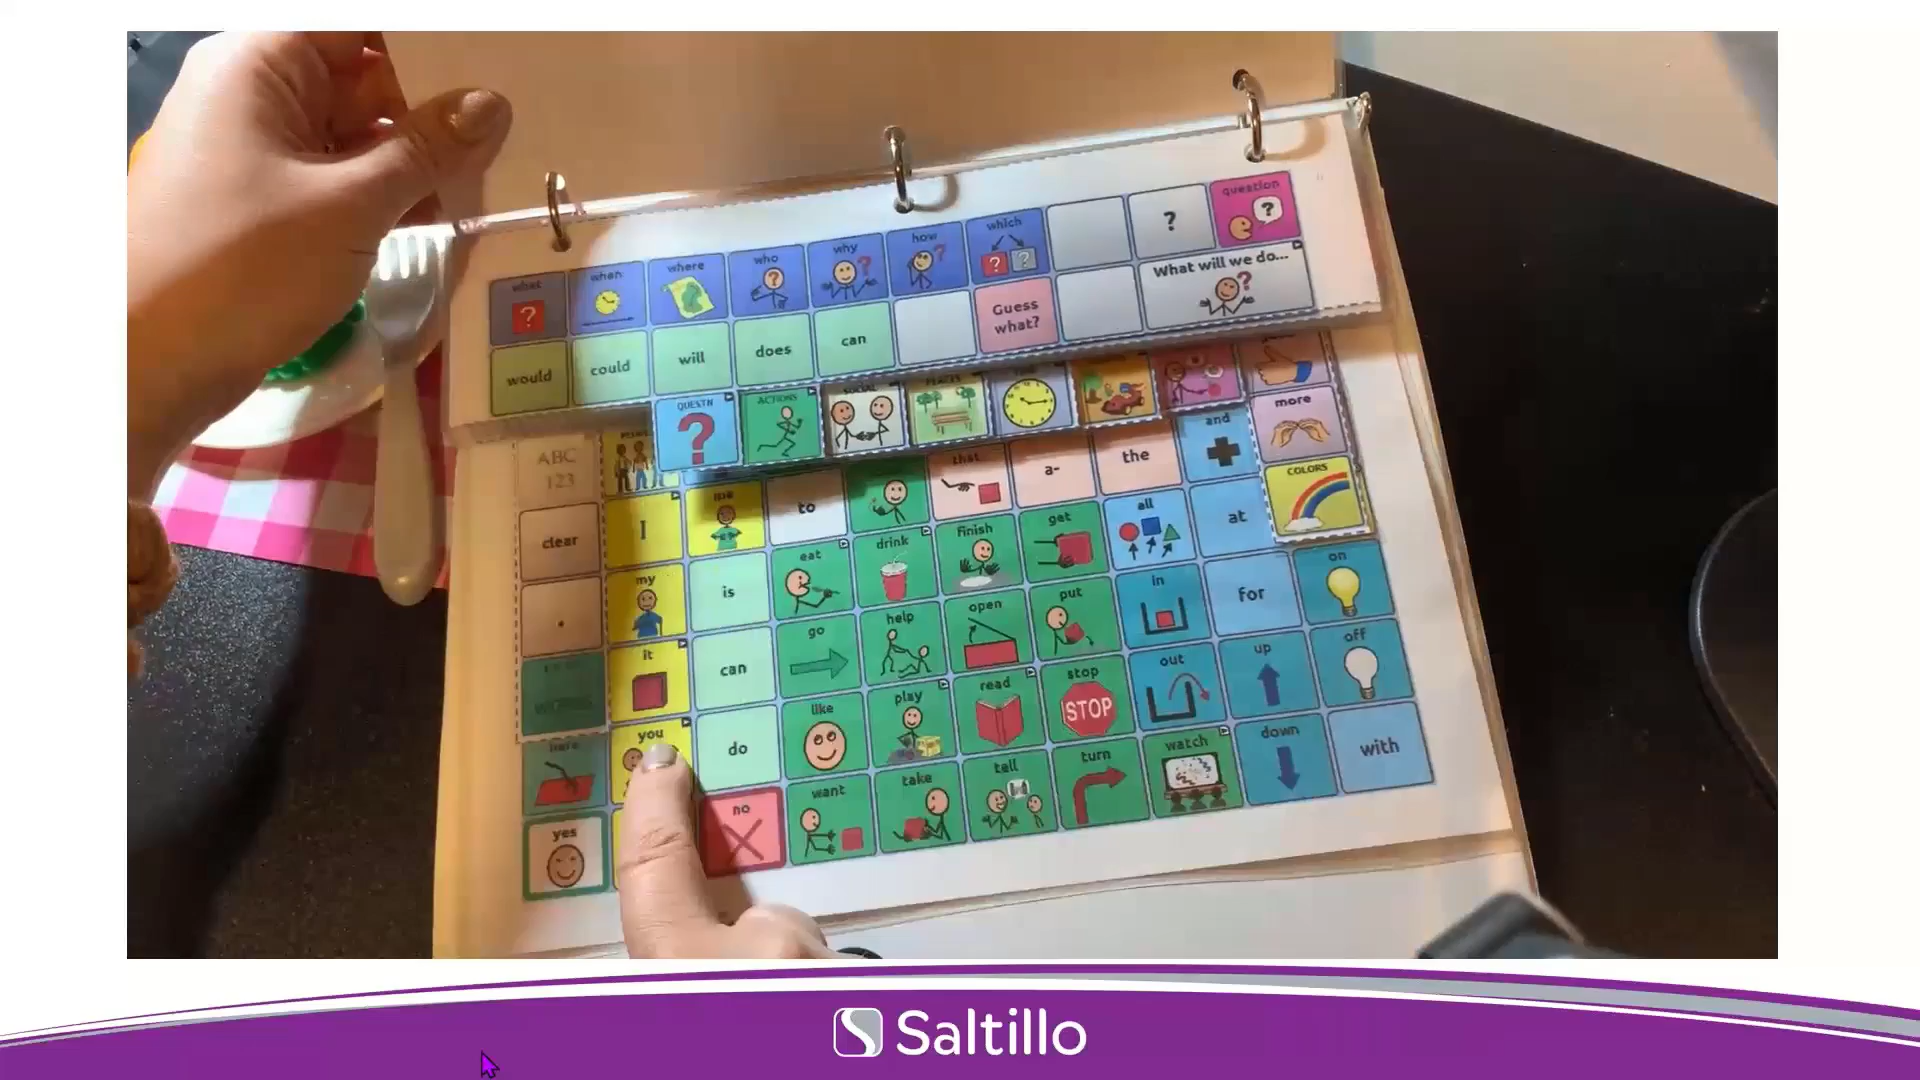 what when where who why how which ? question
would could will does can Guess what? What will we do...
QUESTN ACTIONS SOCIAL PLACES
more
ABC 123 to that a- the and COLORS
clear I me eat drink finish get all at on
. my is go help open put in for off
it can like play read stop STOP out up
here you do want take tell turn watch down with
yes no
Saltillo